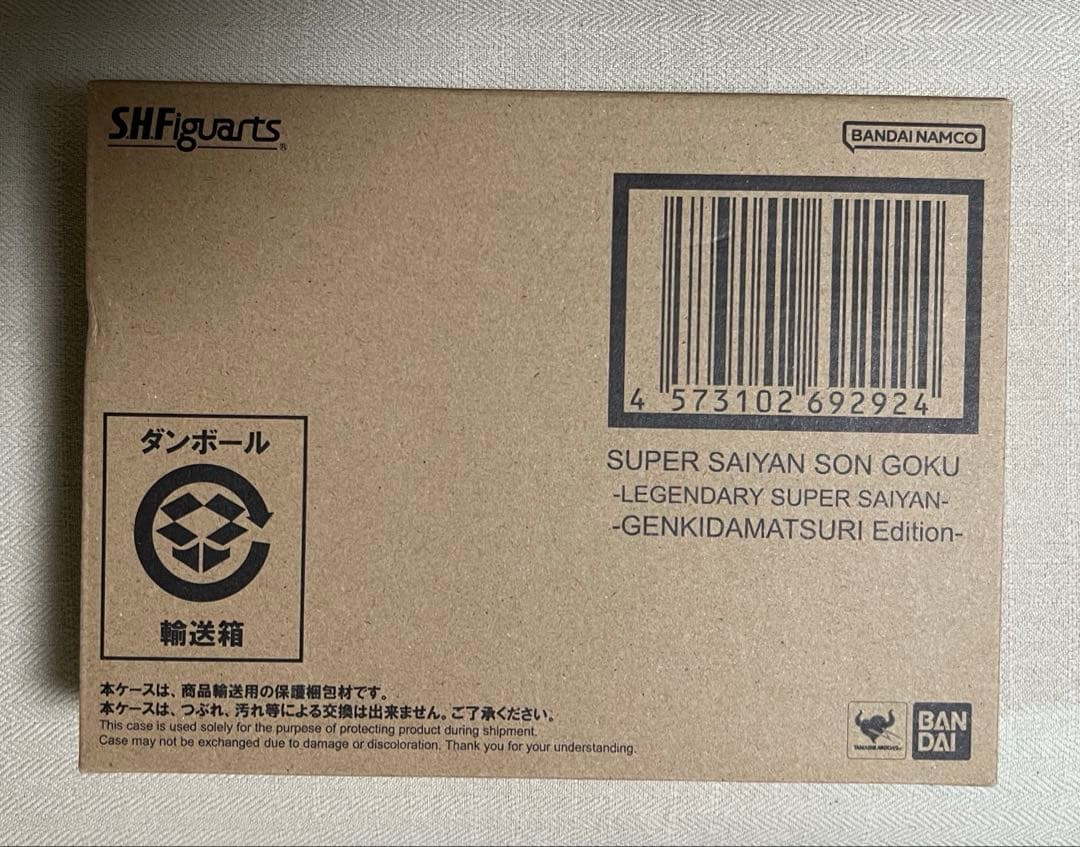 S.H.Figuarts®
BANDAI NAMCO
4 573102 692924
SUPER SAIYAN SON GOKU
-LEGENDARY SUPER SAIYAN-
-GENKIDAMATSURI Edition-
ダンボール
輸送箱
本ケースは、商品輸送用の保護梱包材です。
本ケースは、つぶれ、汚れ等による交換は出来ません。ご了承ください。
This case is used solely for the purpose of protecting product during shipment.
Case may not be exchanged due to damage or discoloration. Thank you for your understanding.
TAMASHII NATIONS
BAN
DAI